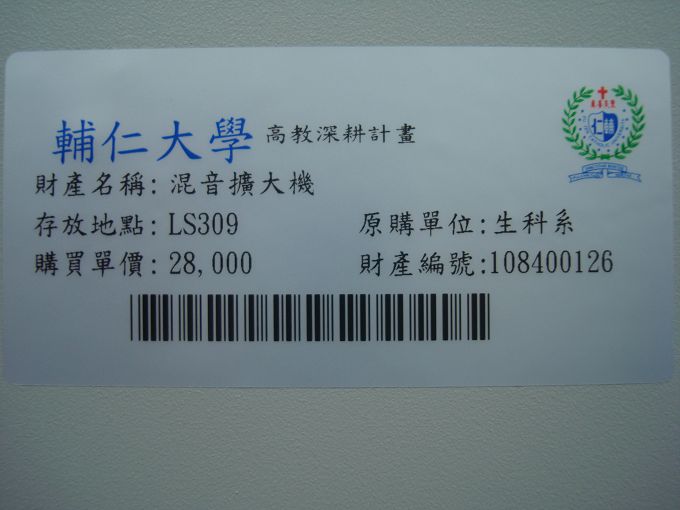 輔仁大學 高教深耕計畫
財產名稱: 混音擴大機
存放地點: LS309 原購單位:生科系
購買單價: 28,000 財產編號:108400126